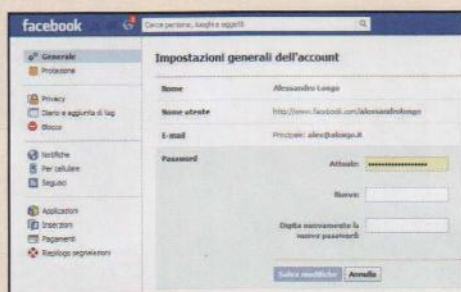 facebook
Cerca persone, luoghi e oggetti
Generale
Protezione
Privacy
Diario e aggiunta di tag
Blocco
Notifiche
Per cellulare
Seguaci
Applicazioni
Inserzioni
Pagamenti
Riepilogo segnalazioni
Impostazioni generali dell'account
Nome Alessandro Longo
Nome utente http://www.facebook.com/alessandrolongo
E-mail Principale: alex@alongo.it
Password Attuale:
Nuova:
Digita nuovamente la
nuova password:
Salva modifiche Annulla